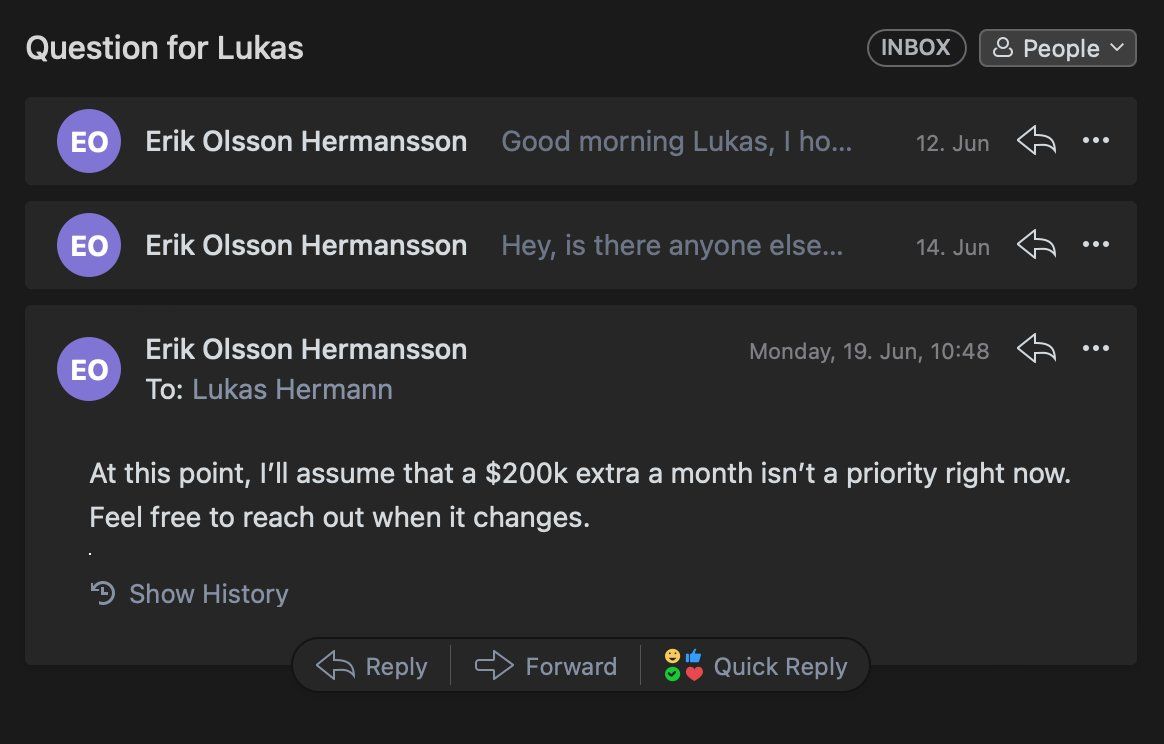 Question for Lukas
INBOX
People
EO
Erik Olsson Hermansson
Good morning Lukas, I ho...
12. Jun
EO
Erik Olsson Hermansson
Hey, is there anyone else...
14. Jun
EO
Erik Olsson Hermansson
Monday, 19. Jun, 10:48
To: Lukas Hermann
At this point, I’ll assume that a $200k extra a month isn’t a priority right now.
Feel free to reach out when it changes.
.
Show History
Reply
Forward
Quick Reply